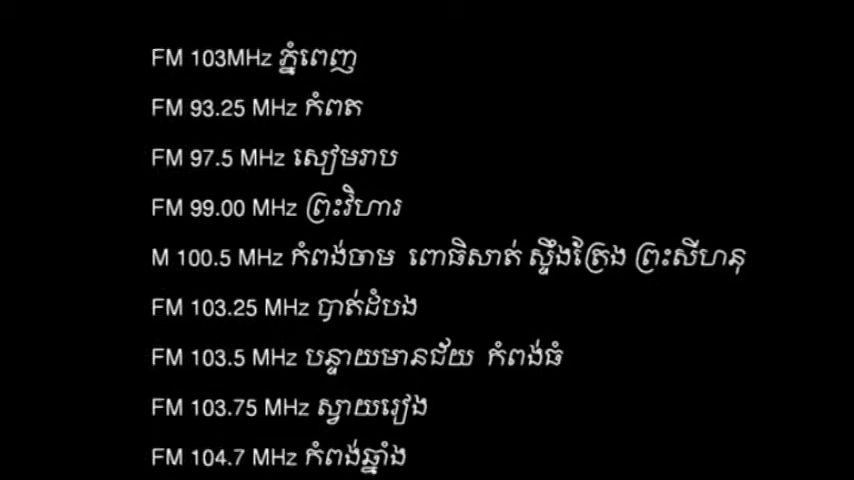 FM 103MHz ភ្នំពេញ
FM 93.25 MHz កំពត
FM 97.5 MHz សៀមរាប
FM 99.00 MHz ព្រះវិហារ
M 100.5 MHz កំពង់ចាម ពោធិសាត់ ស្ទឹងត្រែង ព្រះសីហនុ
FM 103.25 MHz បាត់ដំបង
FM 103.5 MHz បន្ទាយមានជ័យ កំពង់ធំ
FM 103.75 MHz ស្វាយរៀង
FM 104.7 MHz កំពង់ឆ្នាំង